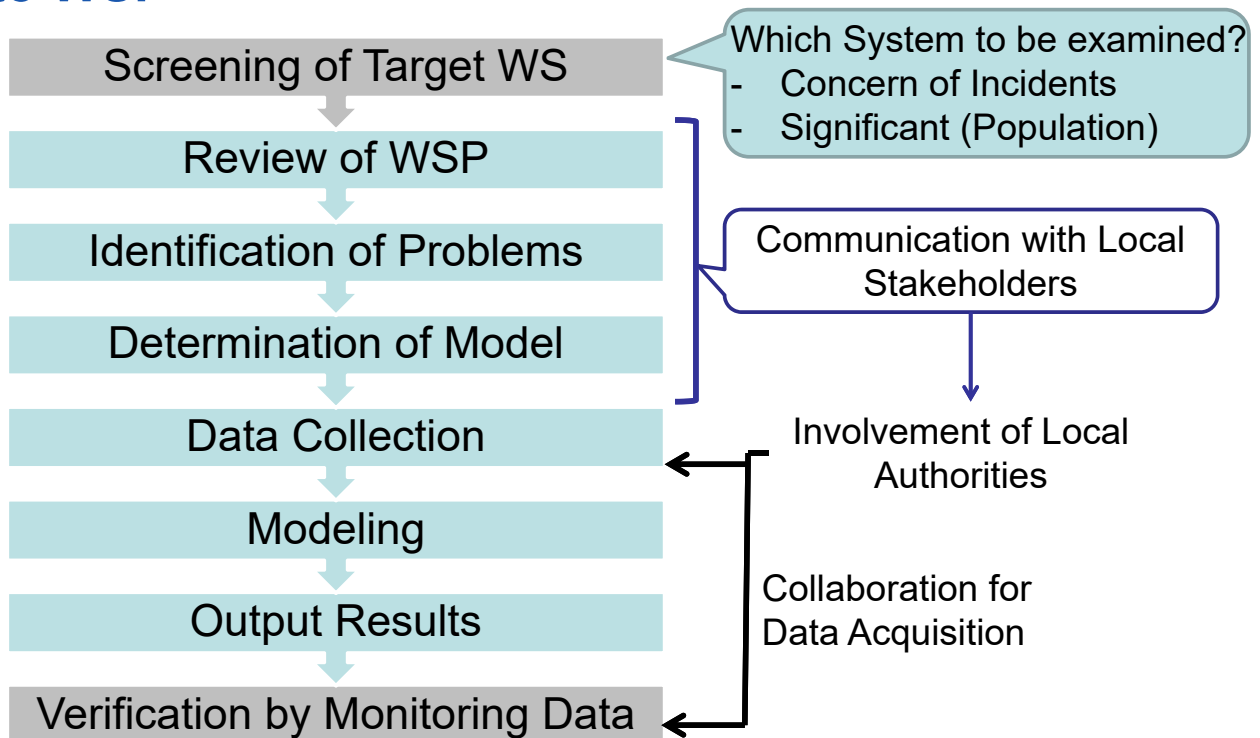 Screening of Target WS
Which System to be examined?
- Concern of Incidents
- Significant (Population)
Review of WSP
Identification of Problems
Communication with Local
Stakeholders
Determination of Model
Data Collection
Involvement of Local
Authorities
Modeling
Collaboration for
Data Acquisition
Output Results
Verification by Monitoring Data